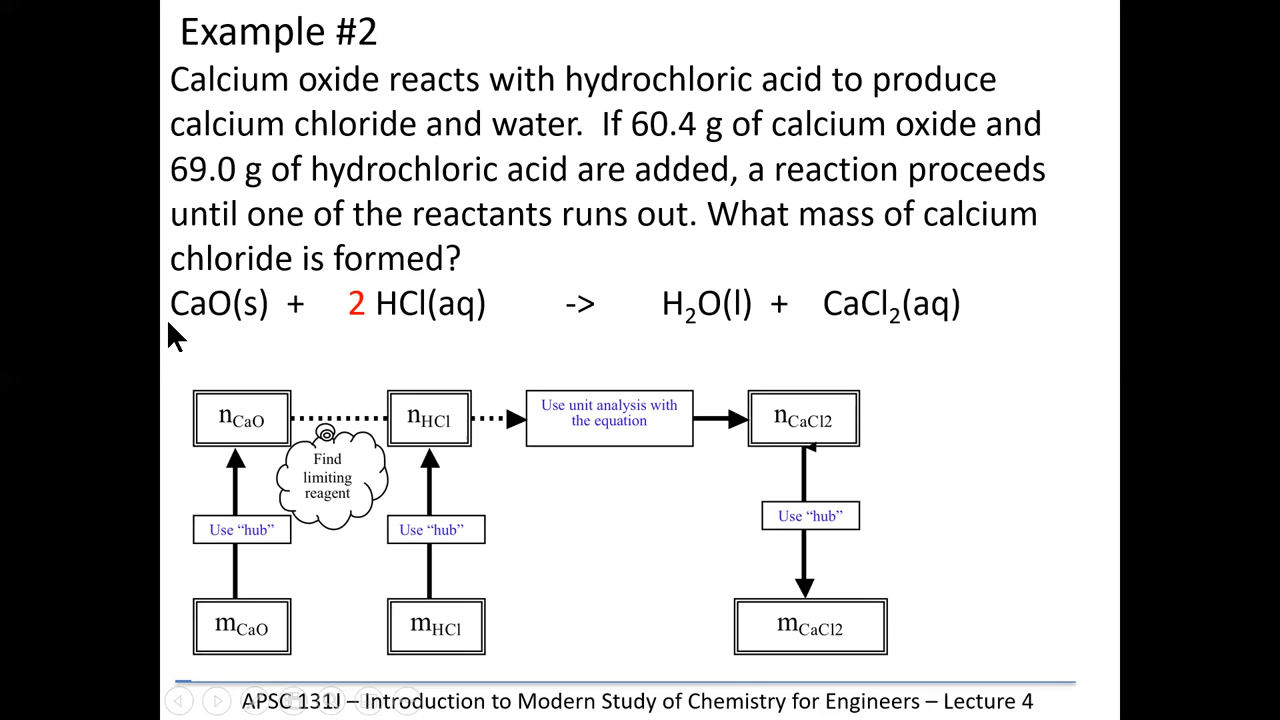 Example #2
Calcium oxide reacts with hydrochloric acid to produce
calcium chloride and water.  If 60.4 g of calcium oxide and
69.0 g of hydrochloric acid are added, a reaction proceeds
until one of the reactants runs out. What mass of calcium
chloride is formed?
CaO(s)  +  2 HCl(aq)  ->  H₂O(l)  +  CaCl₂(aq)
nCaO
nHCl
Use unit analysis with
the equation
nCaCl2
Find
limiting
reagent
Use “hub”
Use “hub”
Use “hub”
mCaO
mHCl
mCaCl2
APSC 131J – Introduction to Modern Study of Chemistry for Engineers – Lecture 4